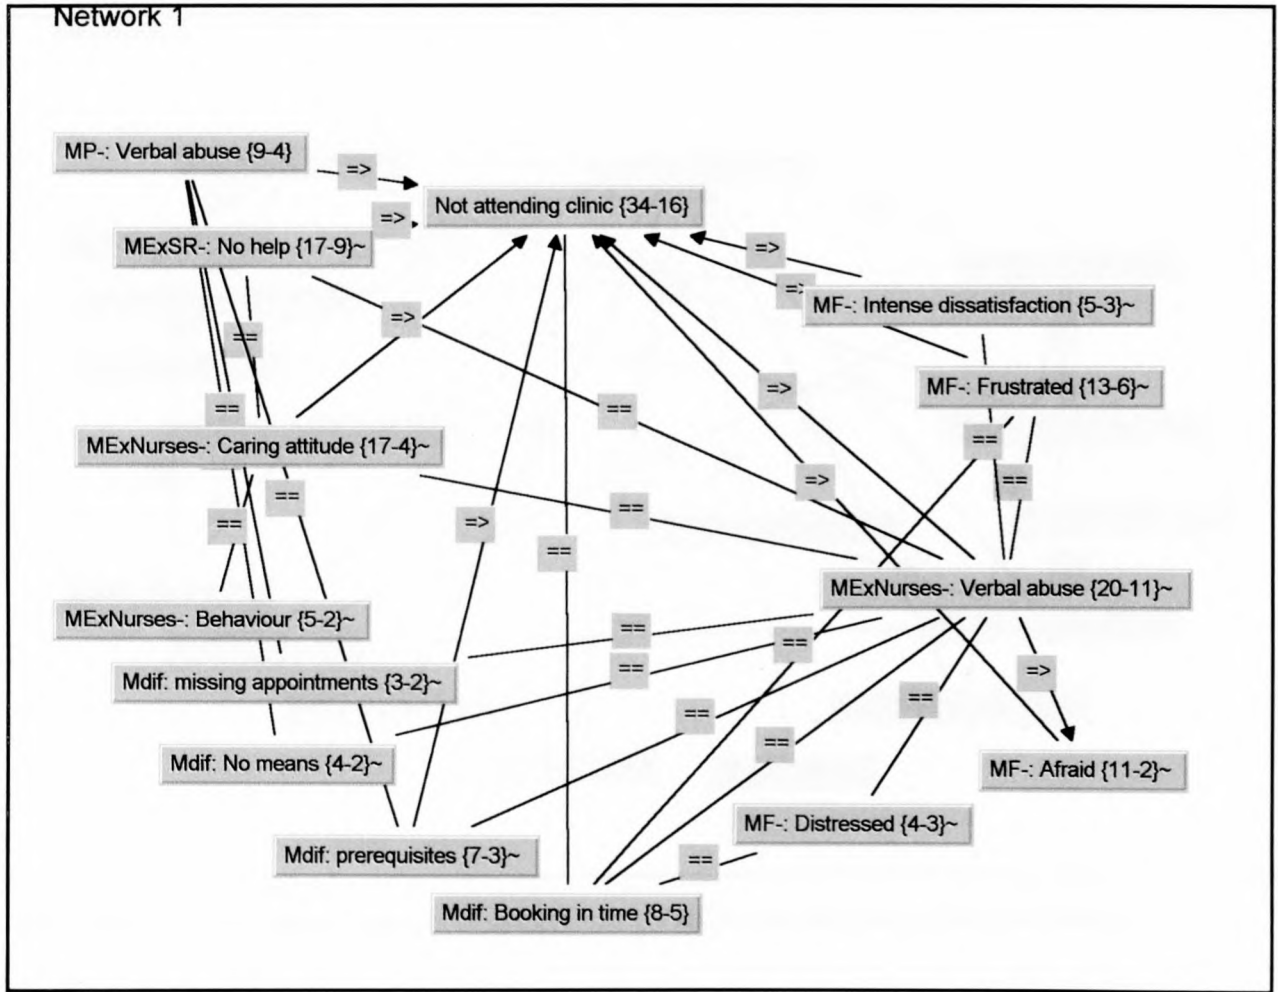 Network 1
MP-: Verbal abuse {9-4}
=>
Not attending clinic {34-16}
=>
MExSR-: No help {17-9}~
=>
=>
MF-: Intense dissatisfaction {5-3}~
=>
==
=>
MF-: Frustrated {13-6}~
==
==
MExNurses-: Caring attitude {17-4}~
==
==
=>
==
==
==
=>
==
==
MExNurses-: Verbal abuse {20-11}~
MExNurses-: Behaviour {5-2}~
==
==
==
=>
Mdif: missing appointments {3-2}~
==
==
==
Mdif: No means {4-2}~
MF-: Afraid {11-2}~
MF-: Distressed {4-3}~
Mdif: prerequisites {7-3}~
==
Mdif: Booking in time {8-5}